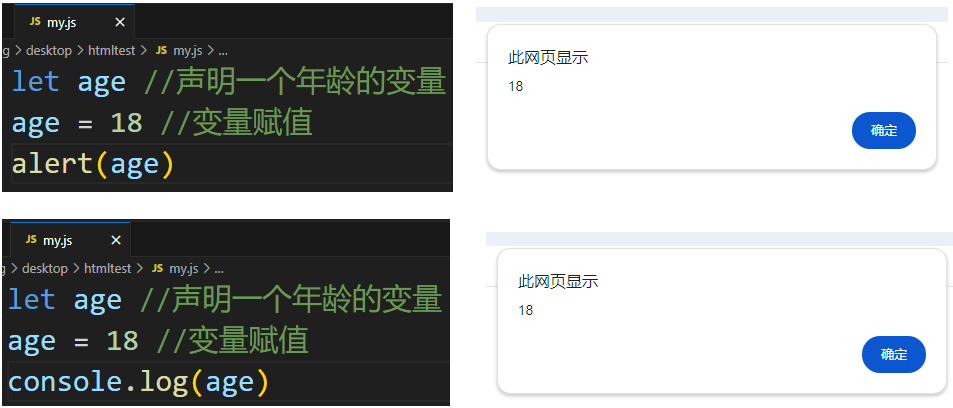 JS my.js ×
g > desktop > htmltest > JS my.js > ...
let age //声明一个年龄的变量
age = 18 //变量赋值
alert(age)
此网页显示
18
确定
JS my.js ×
g > desktop > htmltest > JS my.js > ...
let age //声明一个年龄的变量
age = 18 //变量赋值
console.log(age)
此网页显示
18
确定